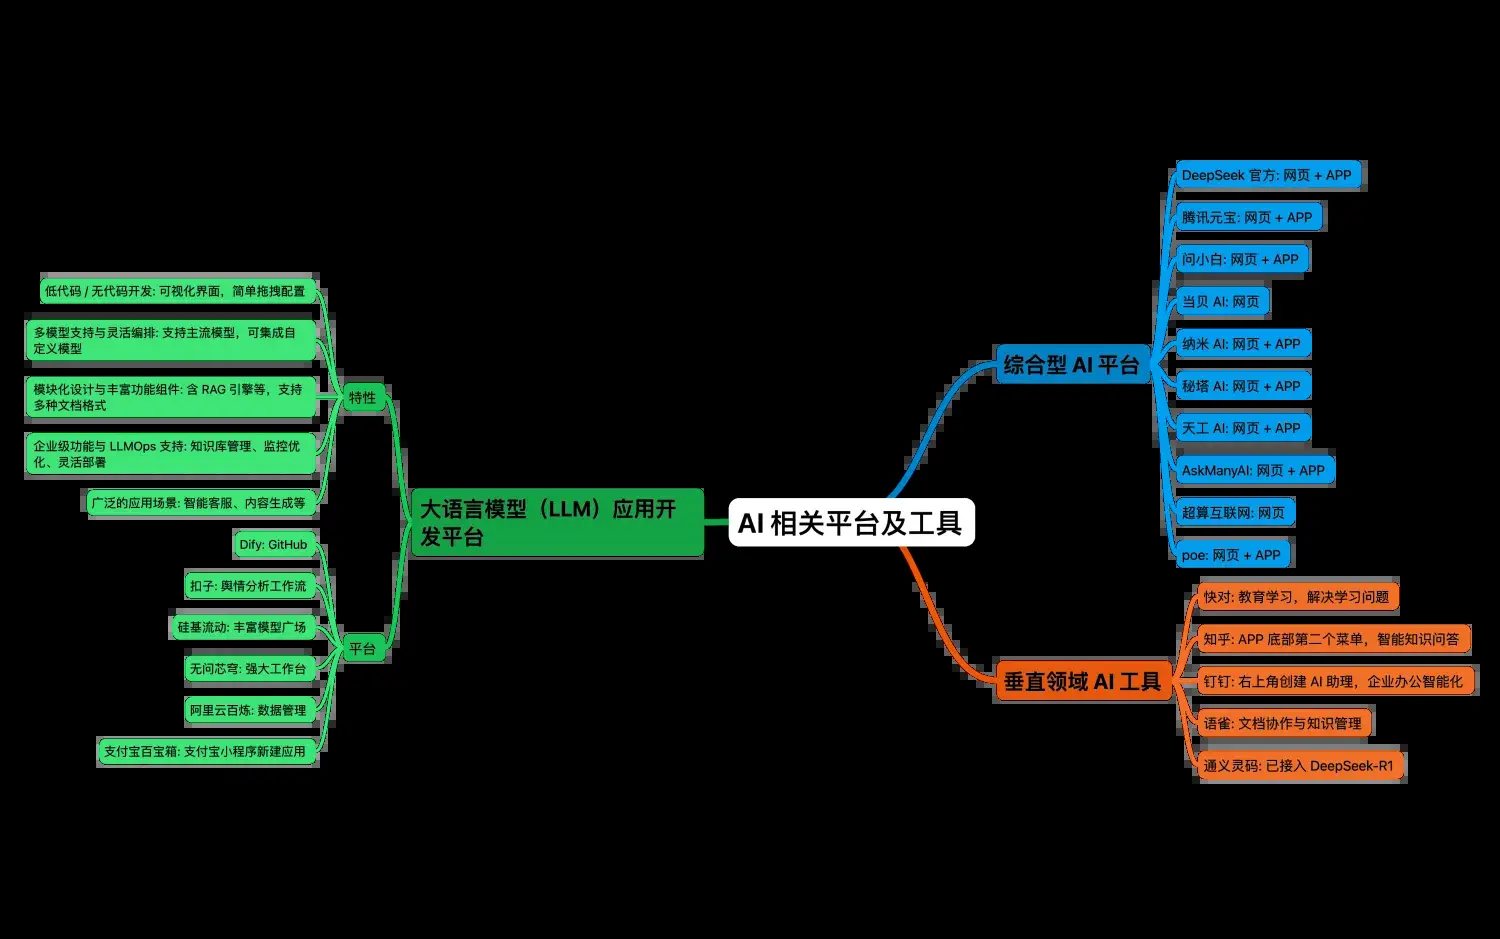 AI 相关平台及工具
综合型 AI 平台
DeepSeek 官方: 网页 + APP
腾讯元宝: 网页 + APP
问小白: 网页 + APP
当贝 AI: 网页
纳米 AI: 网页 + APP
秘塔 AI: 网页 + APP
天工 AI: 网页 + APP
AskManyAI: 网页 + APP
超算互联网: 网页
poe: 网页 + APP
垂直领域 AI 工具
快对: 教育学习，解决学习问题
知乎: APP 底部第二个菜单，智能知识问答
钉钉: 右上角创建 AI 助理，企业办公智能化
语雀: 文档协作与知识管理
通义灵码: 已接入 DeepSeek-R1
大语言模型（LLM）应用开
发平台
特性
低代码 / 无代码开发: 可视化界面，简单拖拽配置
多模型支持与灵活编排: 支持主流模型，可集成自
定义模型
模块化设计与丰富功能组件: 含 RAG 引擎等，支持
多种文档格式
企业级功能与 LLMOps 支持: 知识库管理、监控优
化、灵活部署
广泛的应用场景: 智能客服、内容生成等
平台
Dify: GitHub
扣子: 舆情分析工作流
硅基流动: 丰富模型广场
无问芯穹: 强大工作台
阿里云百炼: 数据管理
支付宝百宝箱: 支付宝小程序新建应用